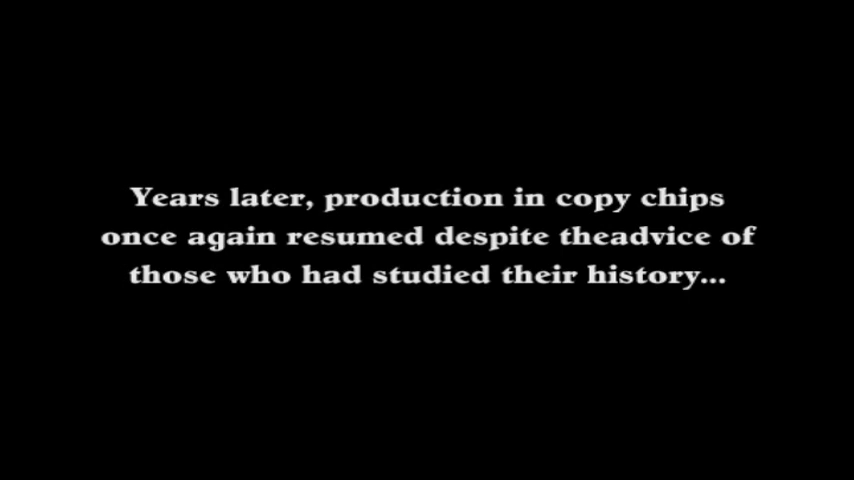 Years later, production in copy chips
once again resumed despite theadvice of
those who had studied their history...